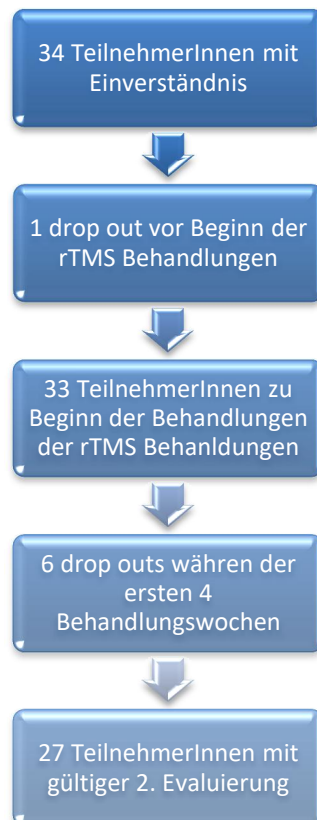 34 TeilnehmerInnen mit
Einverständnis
1 drop out vor Beginn der
rTMS Behandlungen
33 TeilnehmerInnen zu
Beginn der Behandlungen
der rTMS Behanldungen
6 drop outs währen der
ersten 4
Behandlungswochen
27 TeilnehmerInnen mit
gültiger 2. Evaluierung